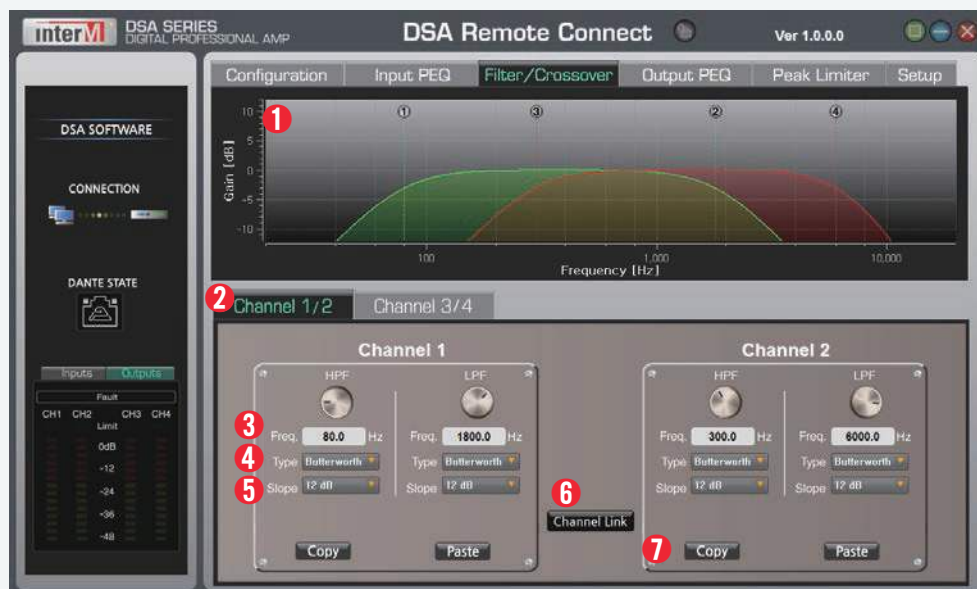 interM DSA SERIES
DIGITAL PROFESSIONAL AMP
DSA Remote Connect
Ver 1.0.0.0
DSA SOFTWARE
CONNECTION
DANTE STATE
Inputs Outputs
Fault
CH1 CH2 CH3 CH4
Limit
0dB
-12
-24
-36
-48
Configuration Input PEQ Filter/Crossover Output PEQ Peak Limiter Setup
1
① ③ ② ④
Gain [dB]
10
5
0
-5
-10
100 1,000 10,000
Frequency [Hz]
2
Channel 1/2 Channel 3/4
Channel 1
HPF LPF
3
Freq. 80.0 Hz Freq. 1800.0 Hz
4
Type Butterworth Type Butterworth
5
Slope 12 dB Slope 12 dB
Copy Paste
6
Channel Link
Channel 2
HPF LPF
Freq. 300.0 Hz Freq. 6000.0 Hz
Type Butterworth Type Butterworth
Slope 12 dB Slope 12 dB
7
Copy Paste